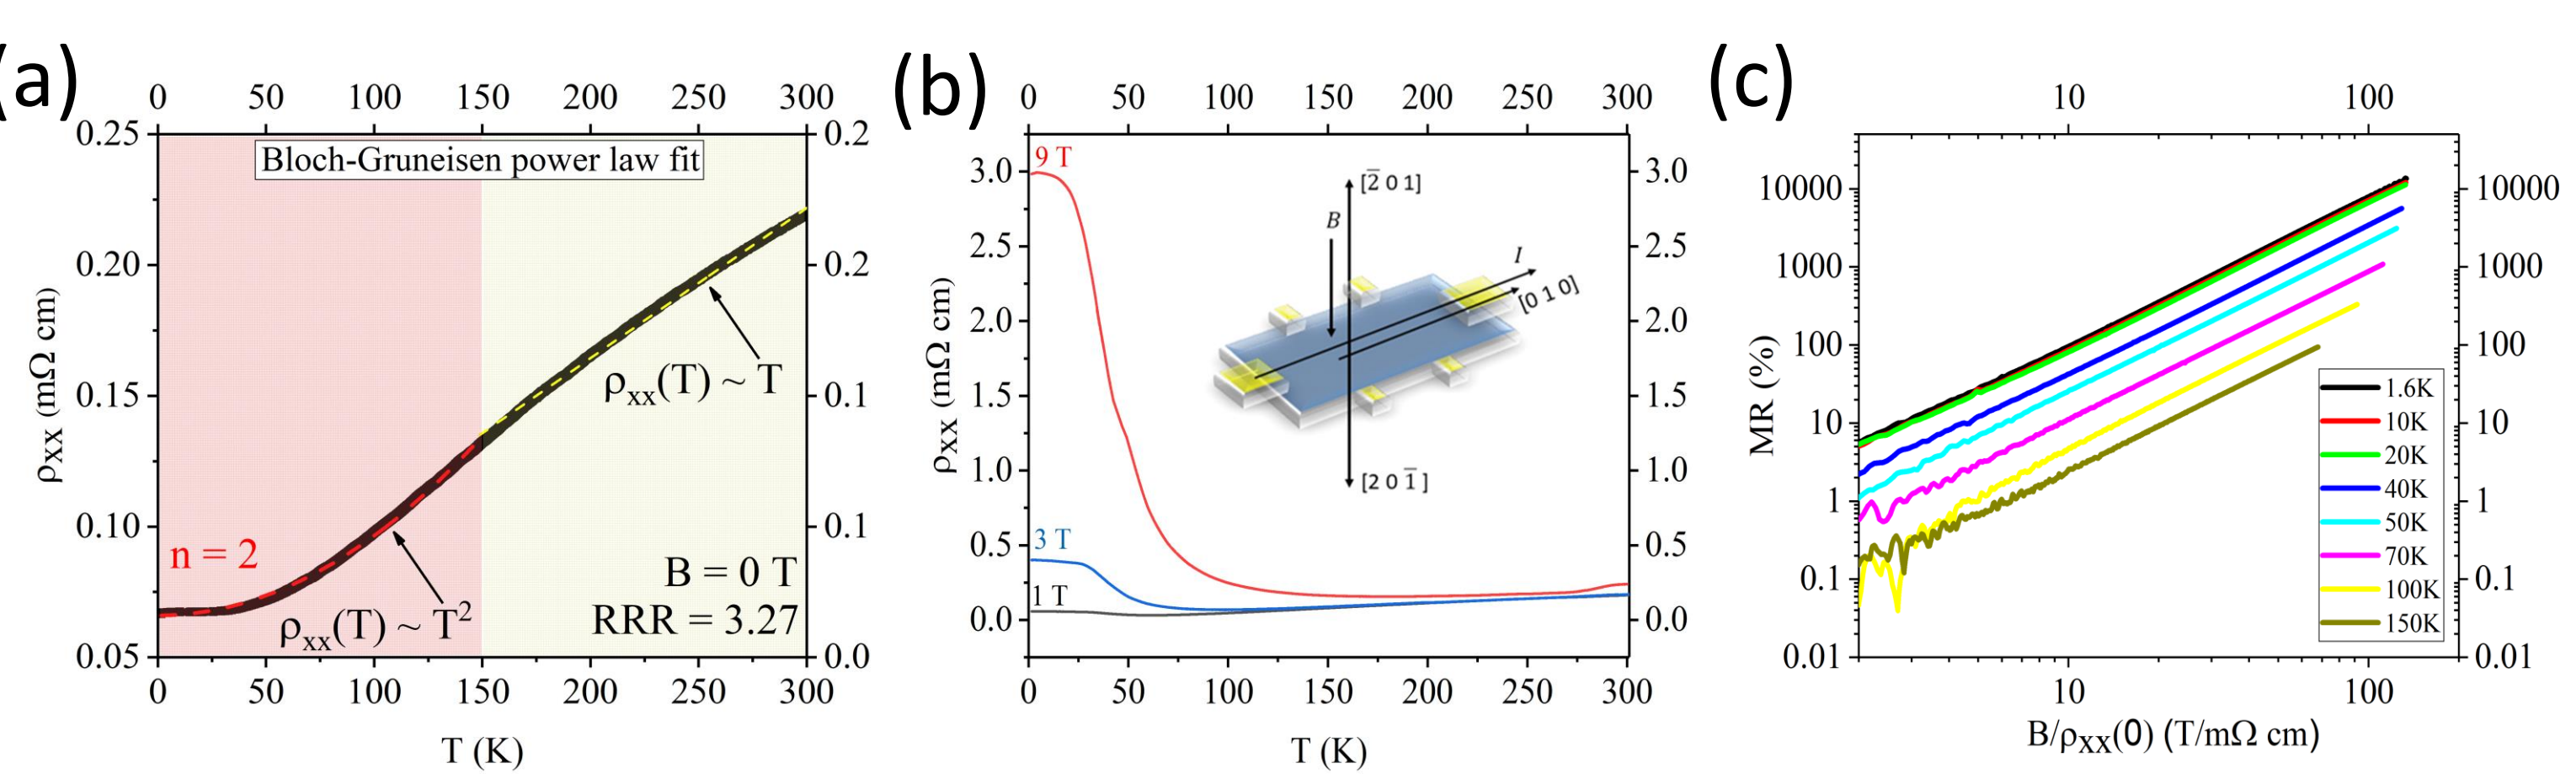 (a)
0 50 100 150 200 250 300
0.25
0.20
0.15
0.10
0.05
0.2
0.2
0.1
0.1
0.0
ρxx (mΩ cm)
Bloch-Gruneisen power law fit
ρxx(T) ~ T
n = 2
ρxx(T) ~ T²
B = 0 T
RRR = 3.27
0 50 100 150 200 250 300
T (K)
(b)
0 50 100 150 200 250 300
3.0
2.5
2.0
1.5
1.0
0.5
0.0
3.0
2.5
2.0
1.5
1.0
0.5
0.0
ρxx (mΩ cm)
9 T
3 T
1 T
[2̅ 0 1]
B
I
[0 1 0]
[2 0 1̅]
0 50 100 150 200 250 300
T (K)
(c)
10 100
10000
1000
100
10
1
0.1
0.01
10000
1000
100
10
1
0.1
0.01
MR (%)
1.6K
10K
20K
40K
50K
70K
100K
150K
10 100
B/ρxx(0) (T/mΩ cm)